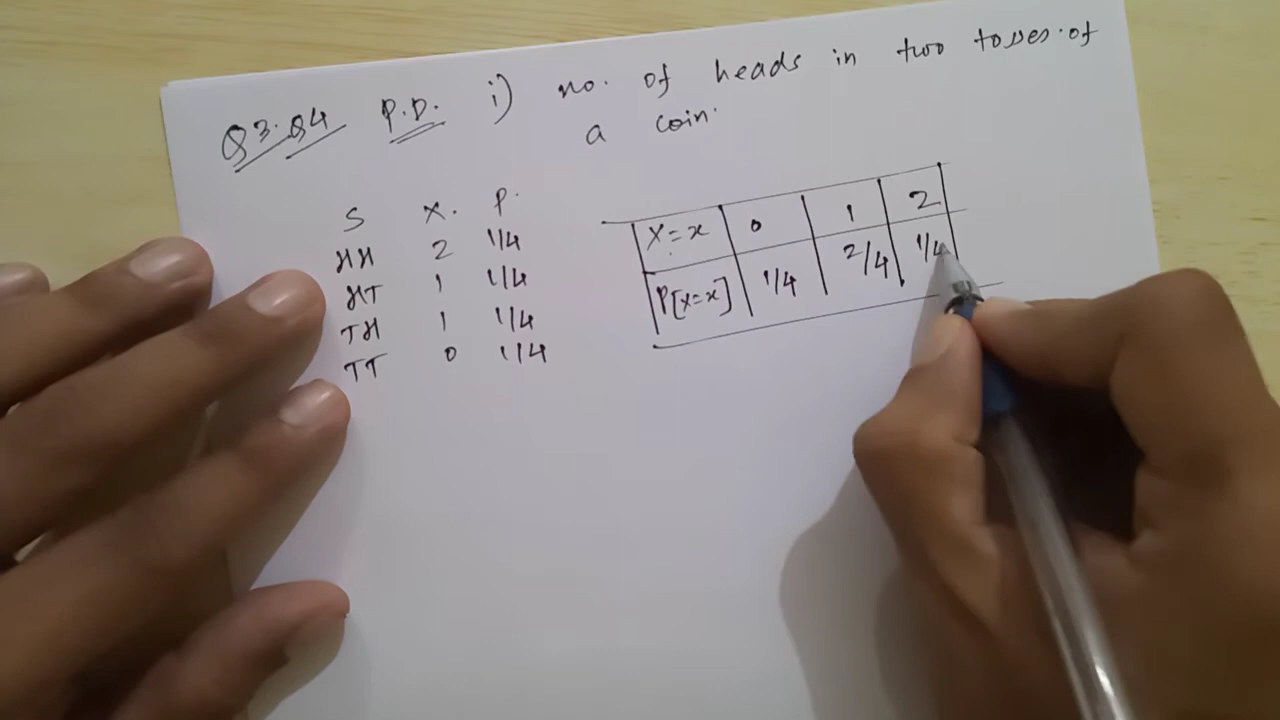 Q3. Q4 P.D. i) no. of heads in two tosses of
a coin.
S X. P.
HH 2 1/4
HT 1 1/4
TH 1 1/4
TT 0 1/4
X=x 0 1 2
P[X=x] 1/4 2/4 1/4